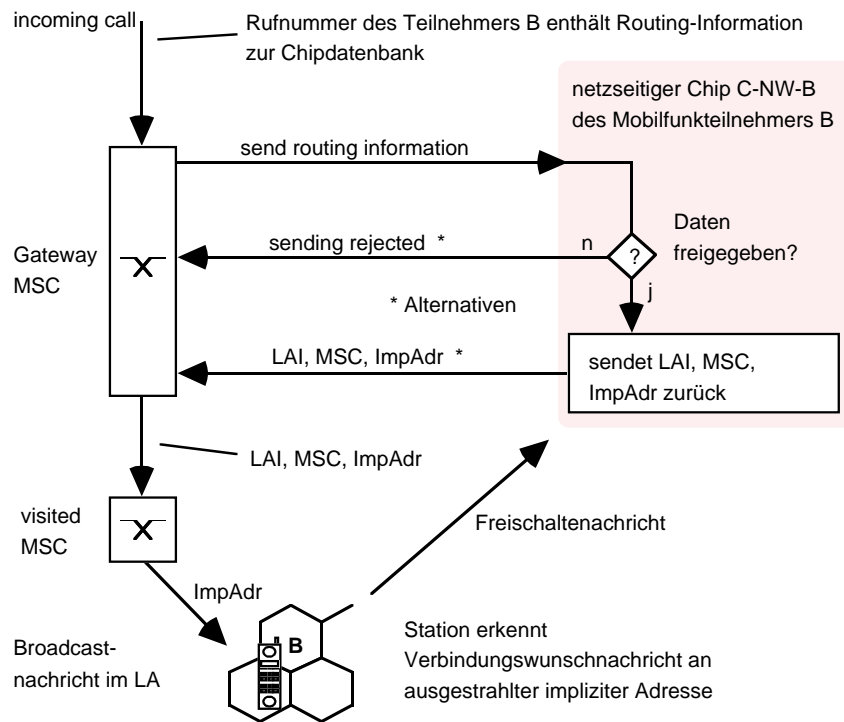 incoming call
Rufnummer des Teilnehmers B enthält Routing-Information
zur Chipdatenbank
netzseitiger Chip C-NW-B
des Mobilfunkteilnehmers B
send routing information
Daten
freigegeben?
n
?
j
sending rejected *
Gateway
MSC
* Alternativen
LAI, MSC, ImpAdr *
sendet LAI, MSC,
ImpAdr zurück
LAI, MSC, ImpAdr
visited
MSC
Freischaltenachricht
ImpAdr
B
Broadcast-
nachricht im LA
Station erkennt
Verbindungswunschnachricht an
ausgestrahlter impliziter Adresse